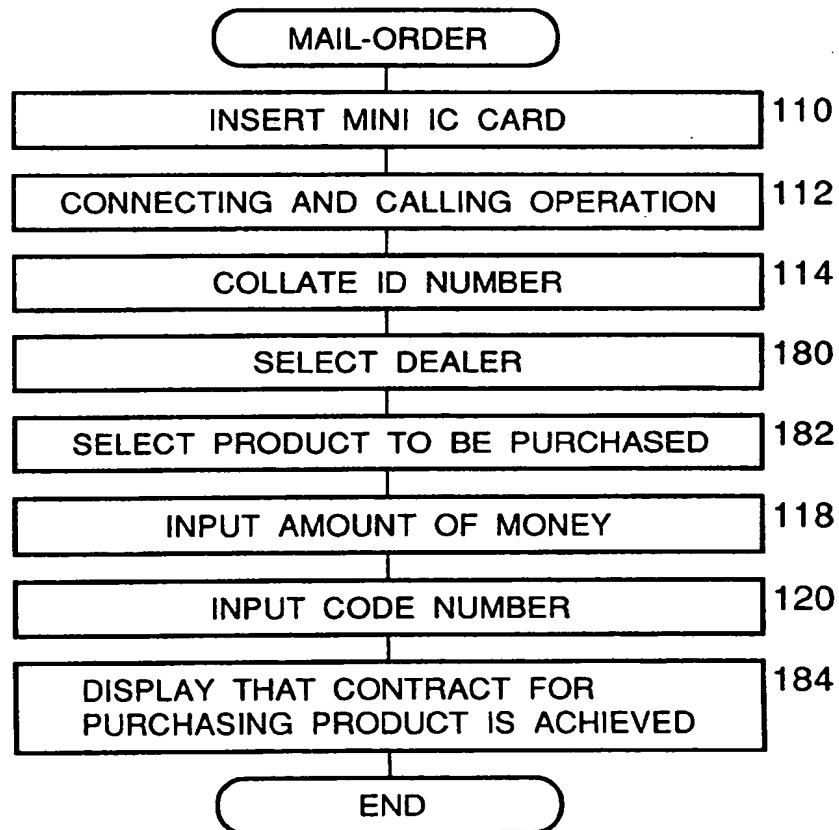 MAIL-ORDER
INSERT MINI IC CARD 110
CONNECTING AND CALLING OPERATION 112
COLLATE ID NUMBER 114
SELECT DEALER 180
SELECT PRODUCT TO BE PURCHASED 182
INPUT AMOUNT OF MONEY 118
INPUT CODE NUMBER 120
DISPLAY THAT CONTRACT FOR 184
PURCHASING PRODUCT IS ACHIEVED
END